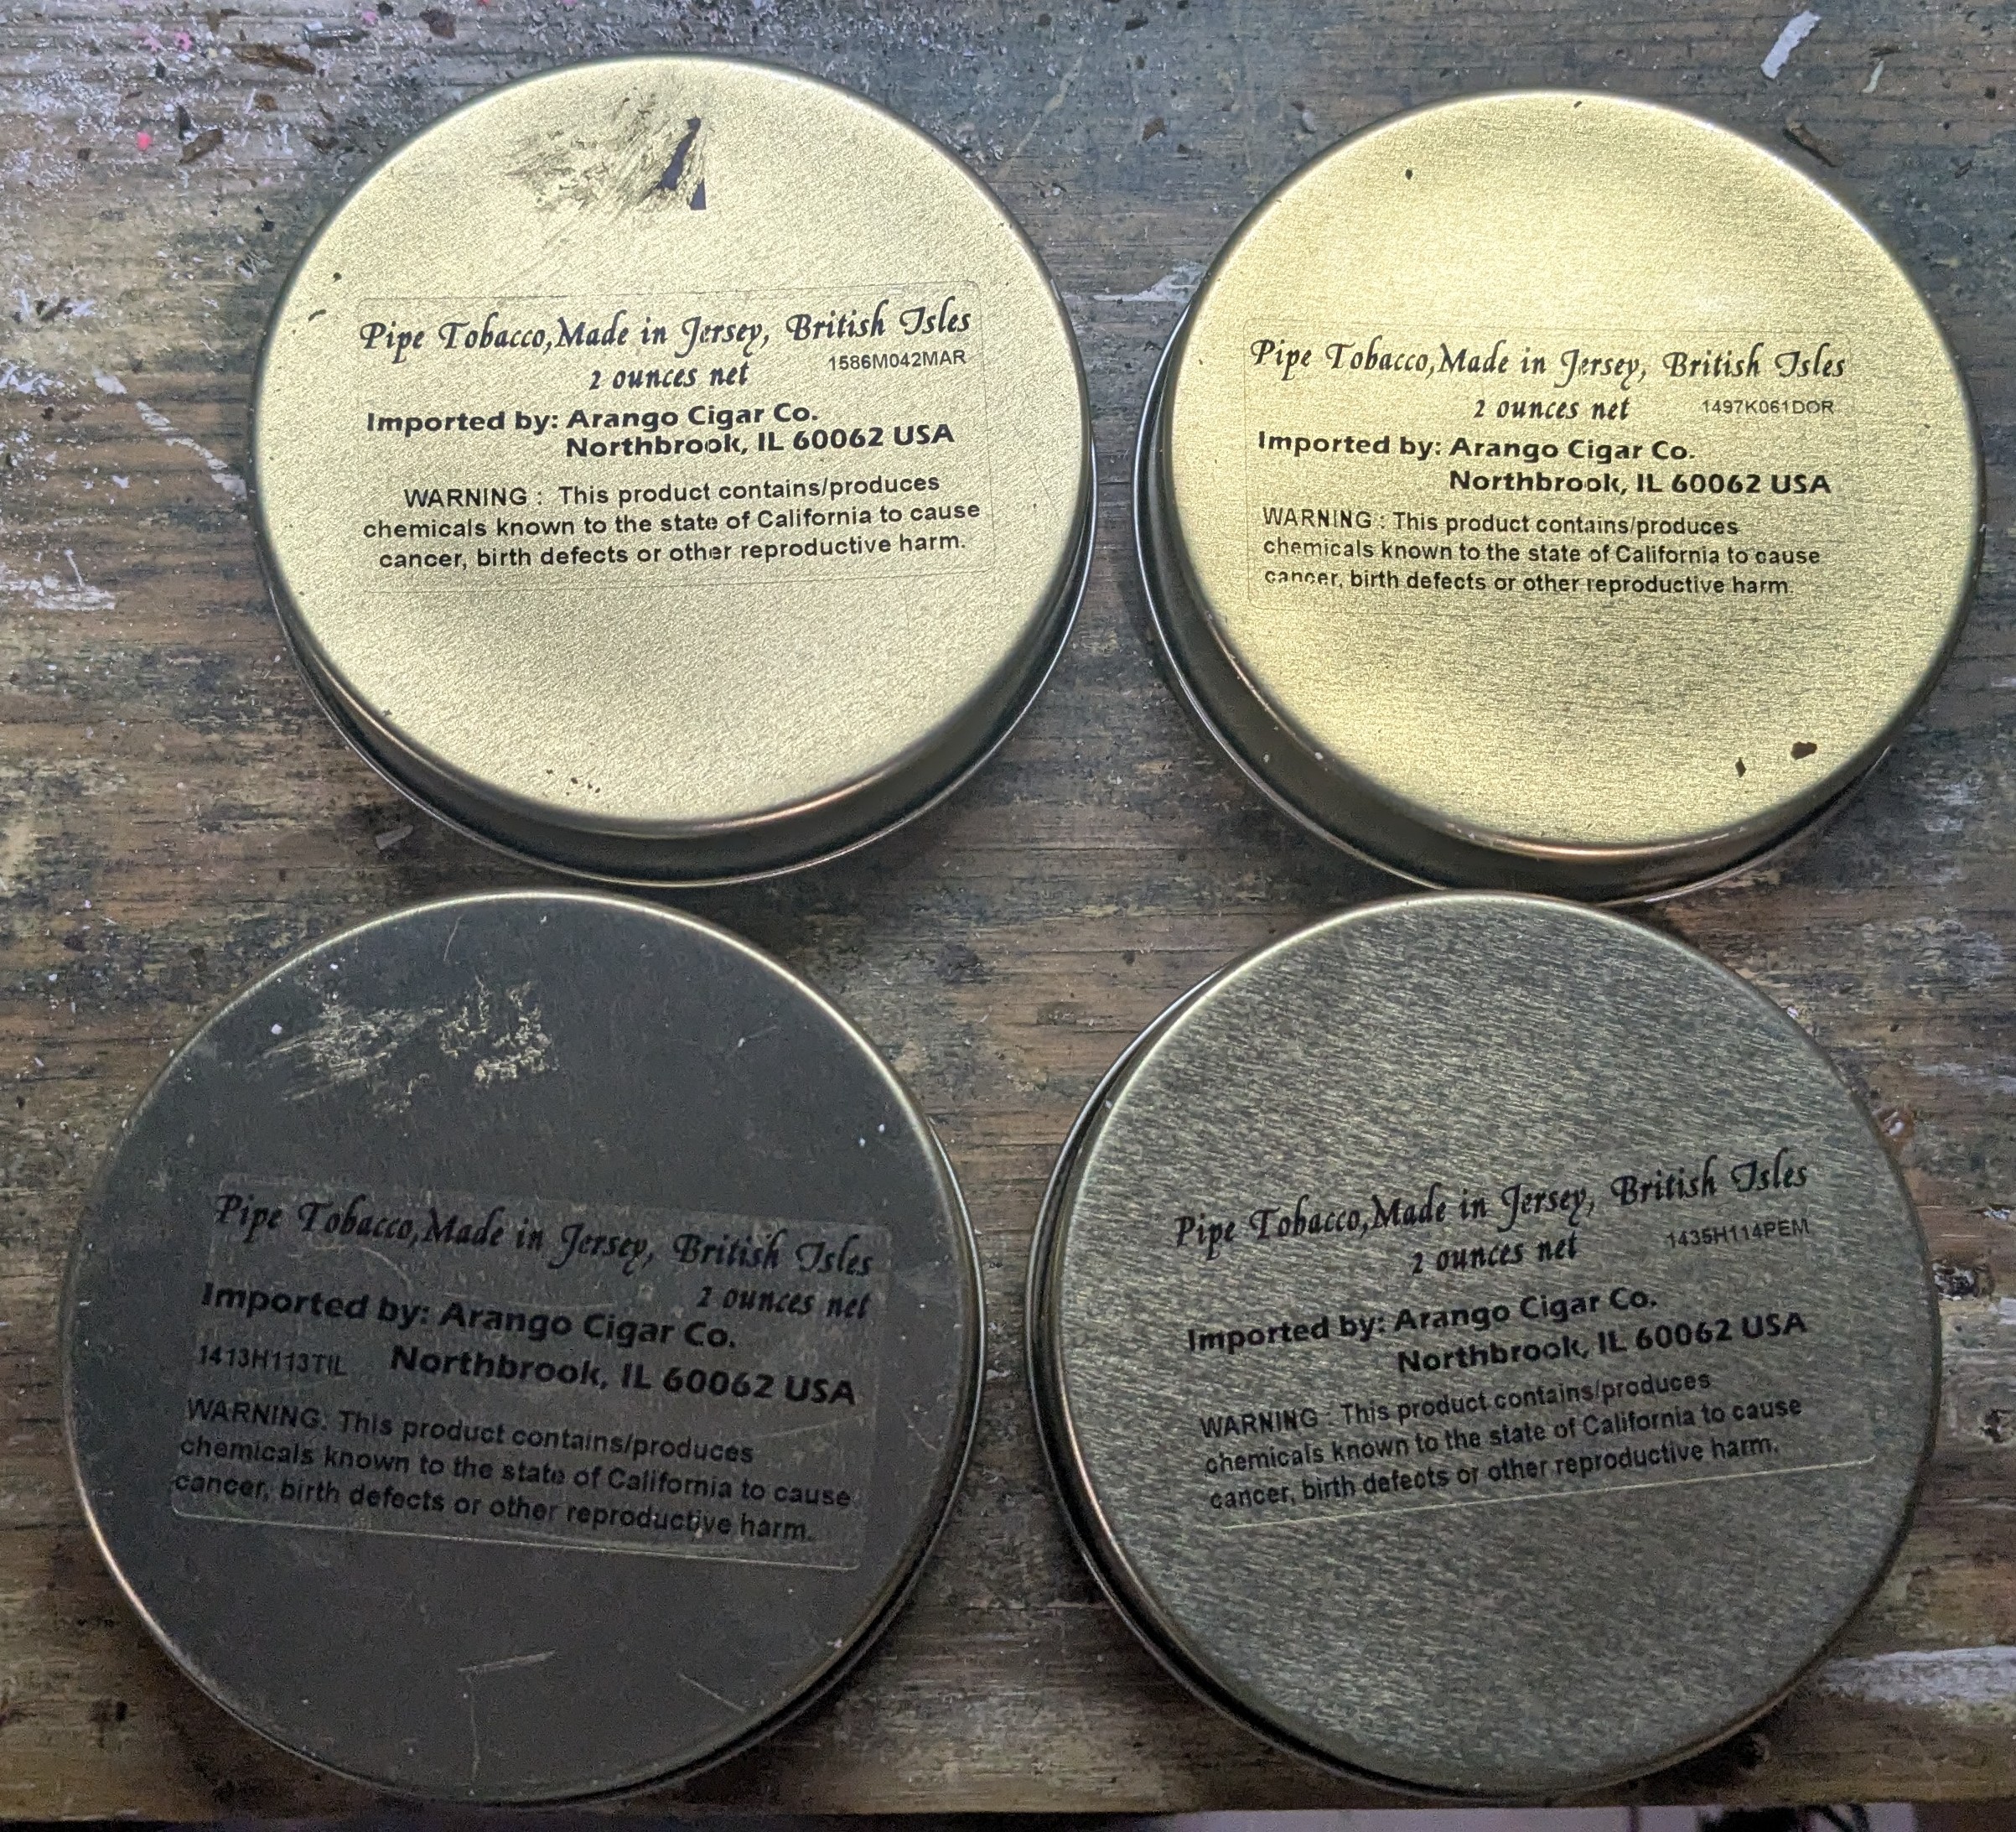 Pipe Tobacco,Made in Jersey, British Isles
1586M042MAR
2 ounces net
Imported by: Arango Cigar Co.
Northbrook, IL 60062 USA
WARNING : This product contains/produces
chemicals known to the state of California to cause
cancer, birth defects or other reproductive harm.
Pipe Tobacco,Made in Jersey, British Isles
2 ounces net 1497K061DOR
Imported by: Arango Cigar Co.
Northbrook, IL 60062 USA
WARNING : This product contains/produces
chemicals known to the state of California to cause
cancer, birth defects or other reproductive harm.
Pipe Tobacco,Made in Jersey, British Isles
2 ounces net
Imported by: Arango Cigar Co.
1413H113TIL Northbrook, IL 60062 USA
WARNING: This product contains/produces
chemicals known to the state of California to cause
cancer, birth defects or other reproductive harm.
Pipe Tobacco,Made in Jersey, British Isles
2 ounces net 1435H114PEM
Imported by: Arango Cigar Co.
Northbrook, IL 60062 USA
WARNING : This product contains/produces
chemicals known to the state of California to cause
cancer, birth defects or other reproductive harm.